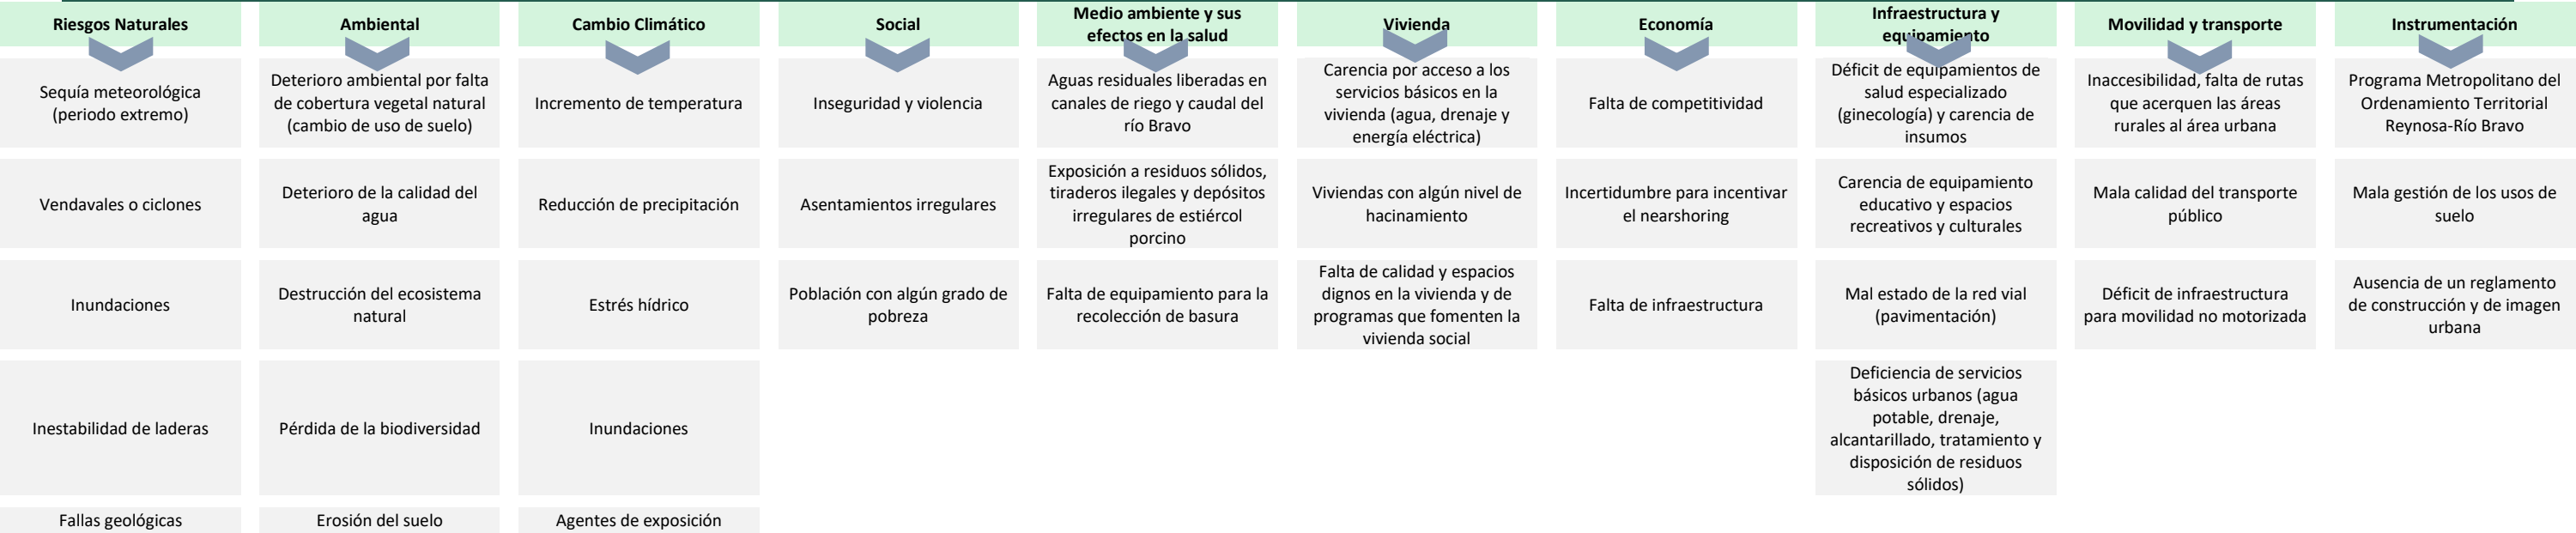 Riesgos Naturales
Ambiental
Cambio Climático
Social
Medio ambiente y sus
efectos en la salud
Vivienda
Economía
Infraestructura y
equipamiento
Movilidad y transporte
Instrumentación
Sequía meteorológica
(periodo extremo)
Deterioro ambiental por falta
de cobertura vegetal natural
(cambio de uso de suelo)
Incremento de temperatura
Inseguridad y violencia
Aguas residuales liberadas en
canales de riego y caudal del
río Bravo
Carencia por acceso a los
servicios básicos en la
vivienda (agua, drenaje y
energía eléctrica)
Falta de competitividad
Déficit de equipamientos de
salud especializado
(ginecología) y carencia de
insumos
Inaccesibilidad, falta de rutas
que acerquen las áreas
rurales al área urbana
Programa Metropolitano del
Ordenamiento Territorial
Reynosa-Río Bravo
Vendavales o ciclones
Deterioro de la calidad del
agua
Reducción de precipitación
Asentamientos irregulares
Exposición a residuos sólidos,
tiraderos ilegales y depósitos
irregulares de estiércol
porcino
Viviendas con algún nivel de
hacinamiento
Incertidumbre para incentivar
el nearshoring
Carencia de equipamiento
educativo y espacios
recreativos y culturales
Mala calidad del transporte
público
Mala gestión de los usos de
suelo
Inundaciones
Destrucción del ecosistema
natural
Estrés hídrico
Población con algún grado de
pobreza
Falta de equipamiento para la
recolección de basura
Falta de calidad y espacios
dignos en la vivienda y de
programas que fomenten la
vivienda social
Falta de infraestructura
Mal estado de la red vial
(pavimentación)
Déficit de infraestructura
para movilidad no motorizada
Ausencia de un reglamento
de construcción y de imagen
urbana
Inestabilidad de laderas
Pérdida de la biodiversidad
Inundaciones
Deficiencia de servicios
básicos urbanos (agua
potable, drenaje,
alcantarillado, tratamiento y
disposición de residuos
sólidos)
Fallas geológicas
Erosión del suelo
Agentes de exposición